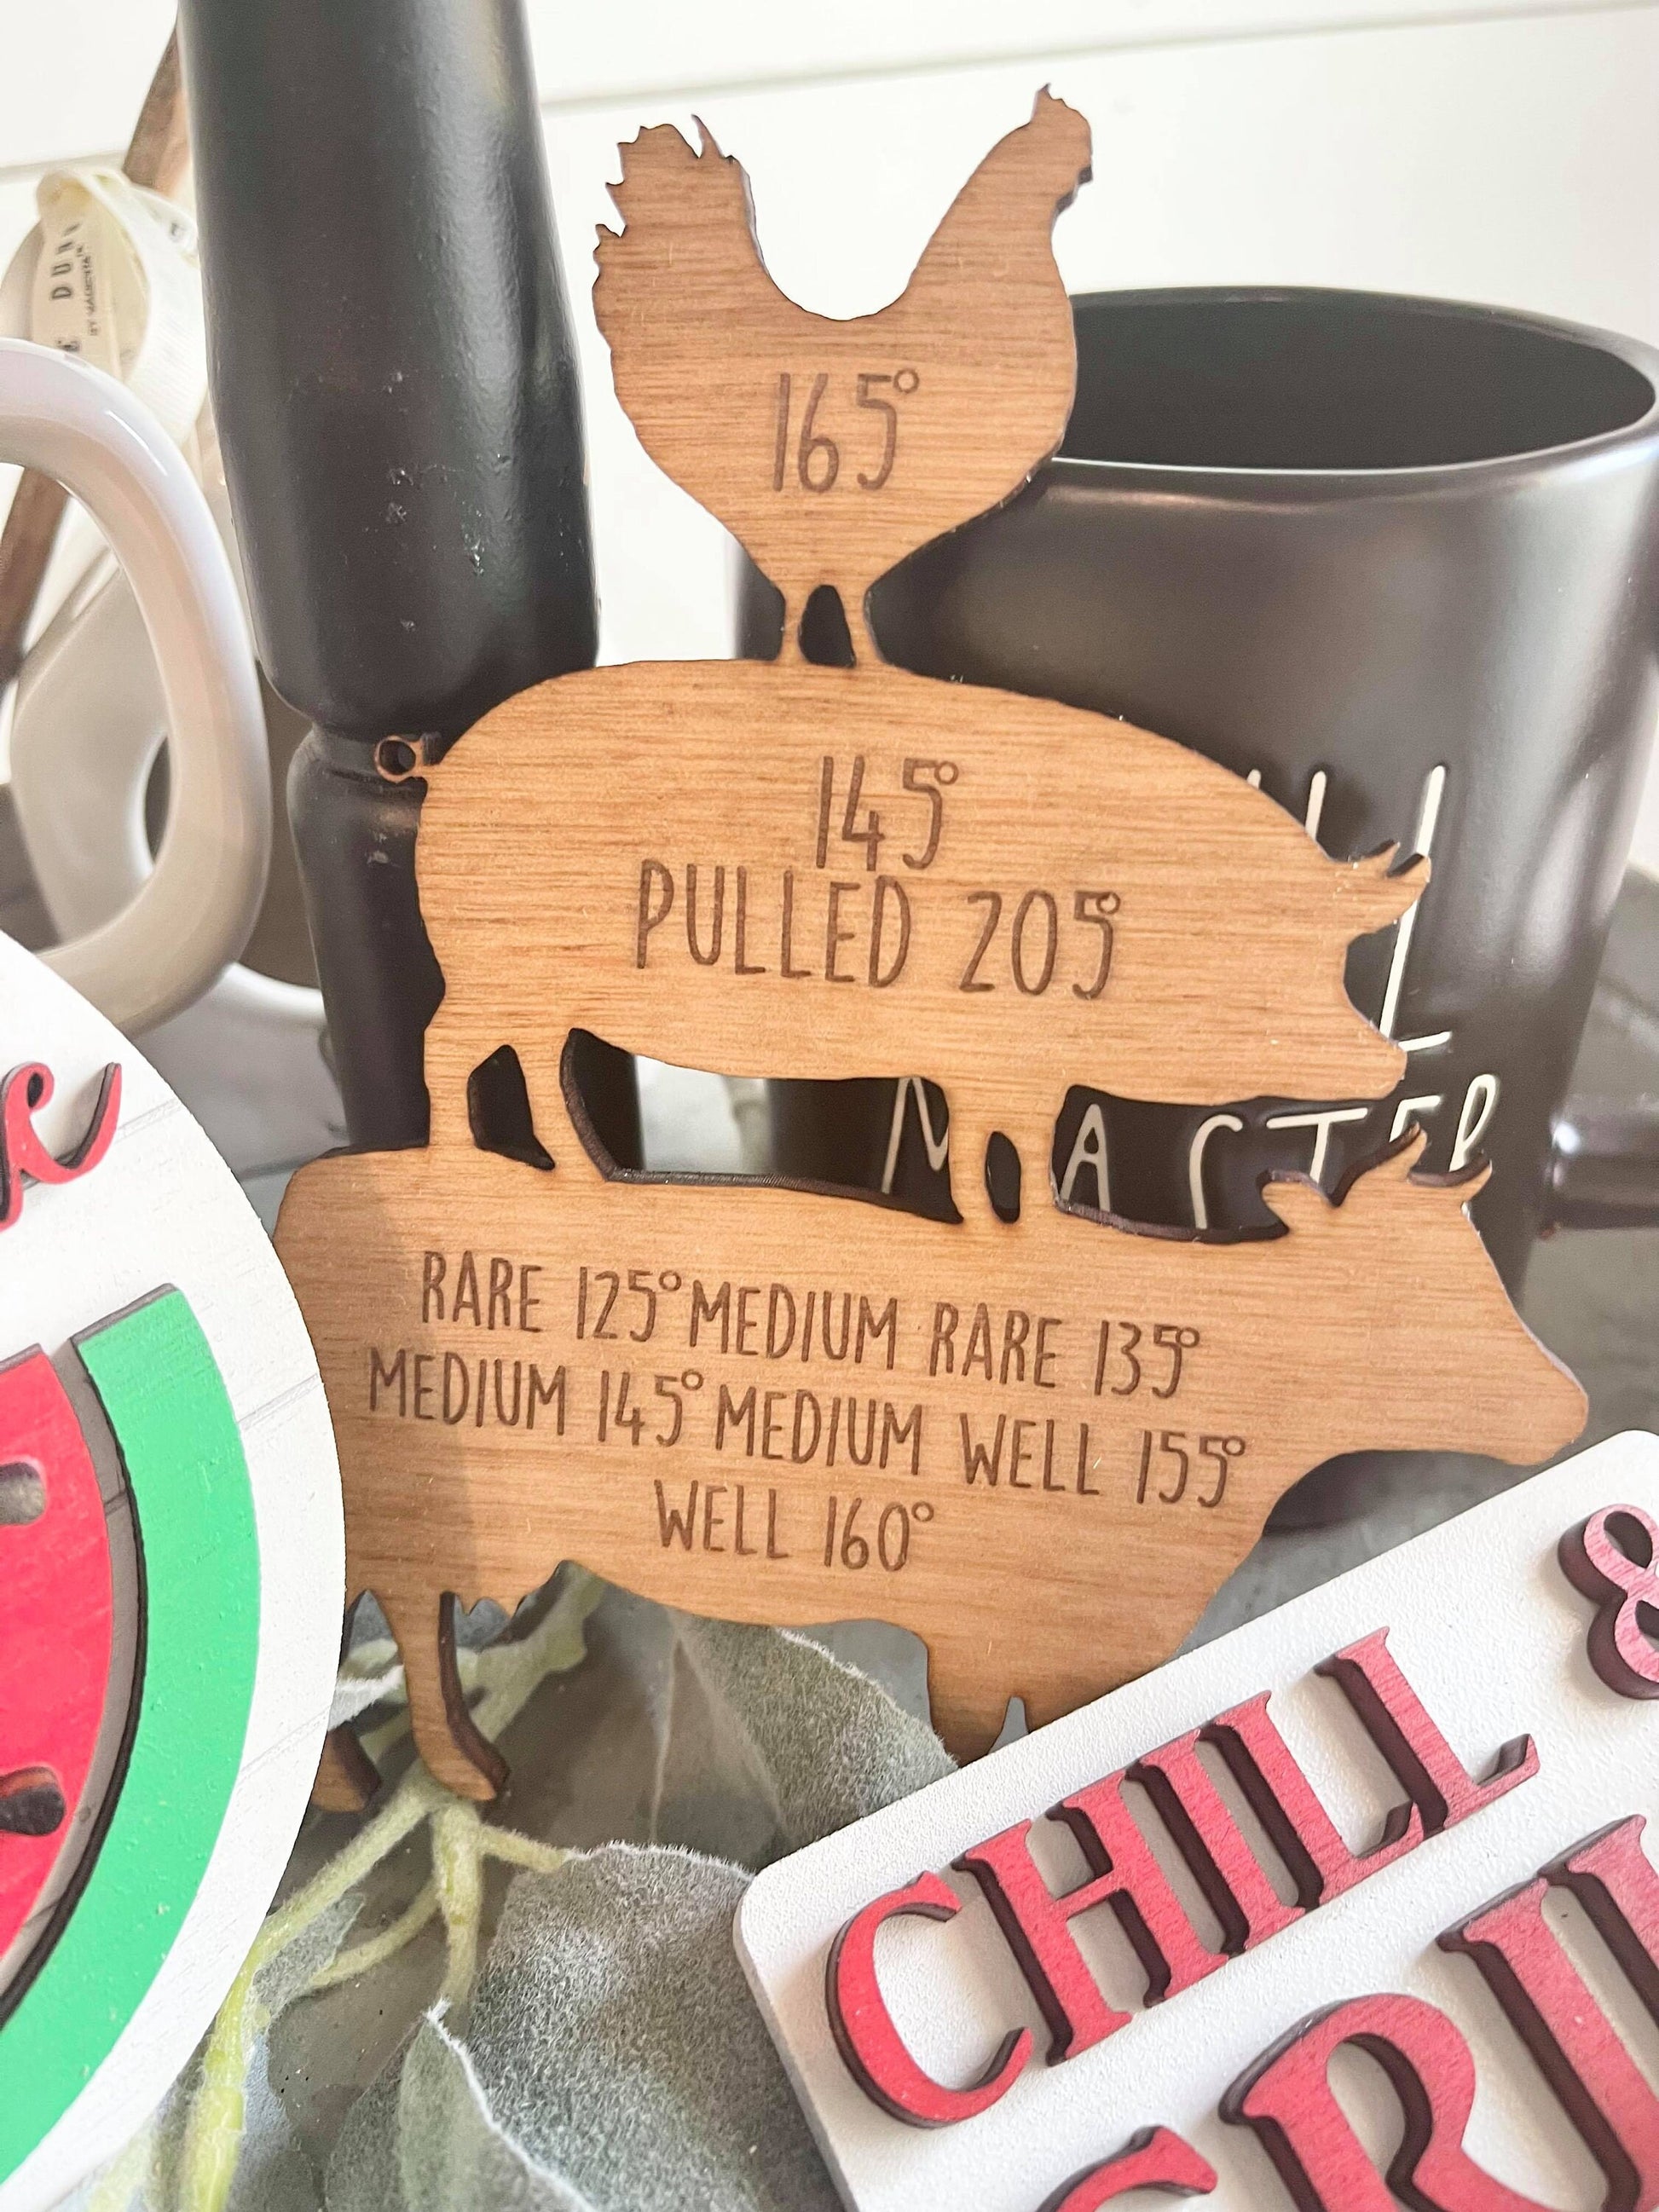 165°
145°
PULLED 205°
MASTER
RARE 125° MEDIUM RARE 135°
MEDIUM 145° MEDIUM WELL 155°
WELL 160°
CHILL &